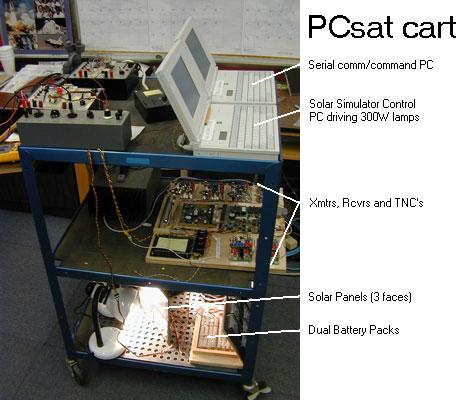 PCsat cart
Serial comm/command PC
Solar Simulator Control
PC driving 300W lamps
Xmtrs, Rcvrs and TNC's
Solar Panels (3 faces)
Dual Battery Packs